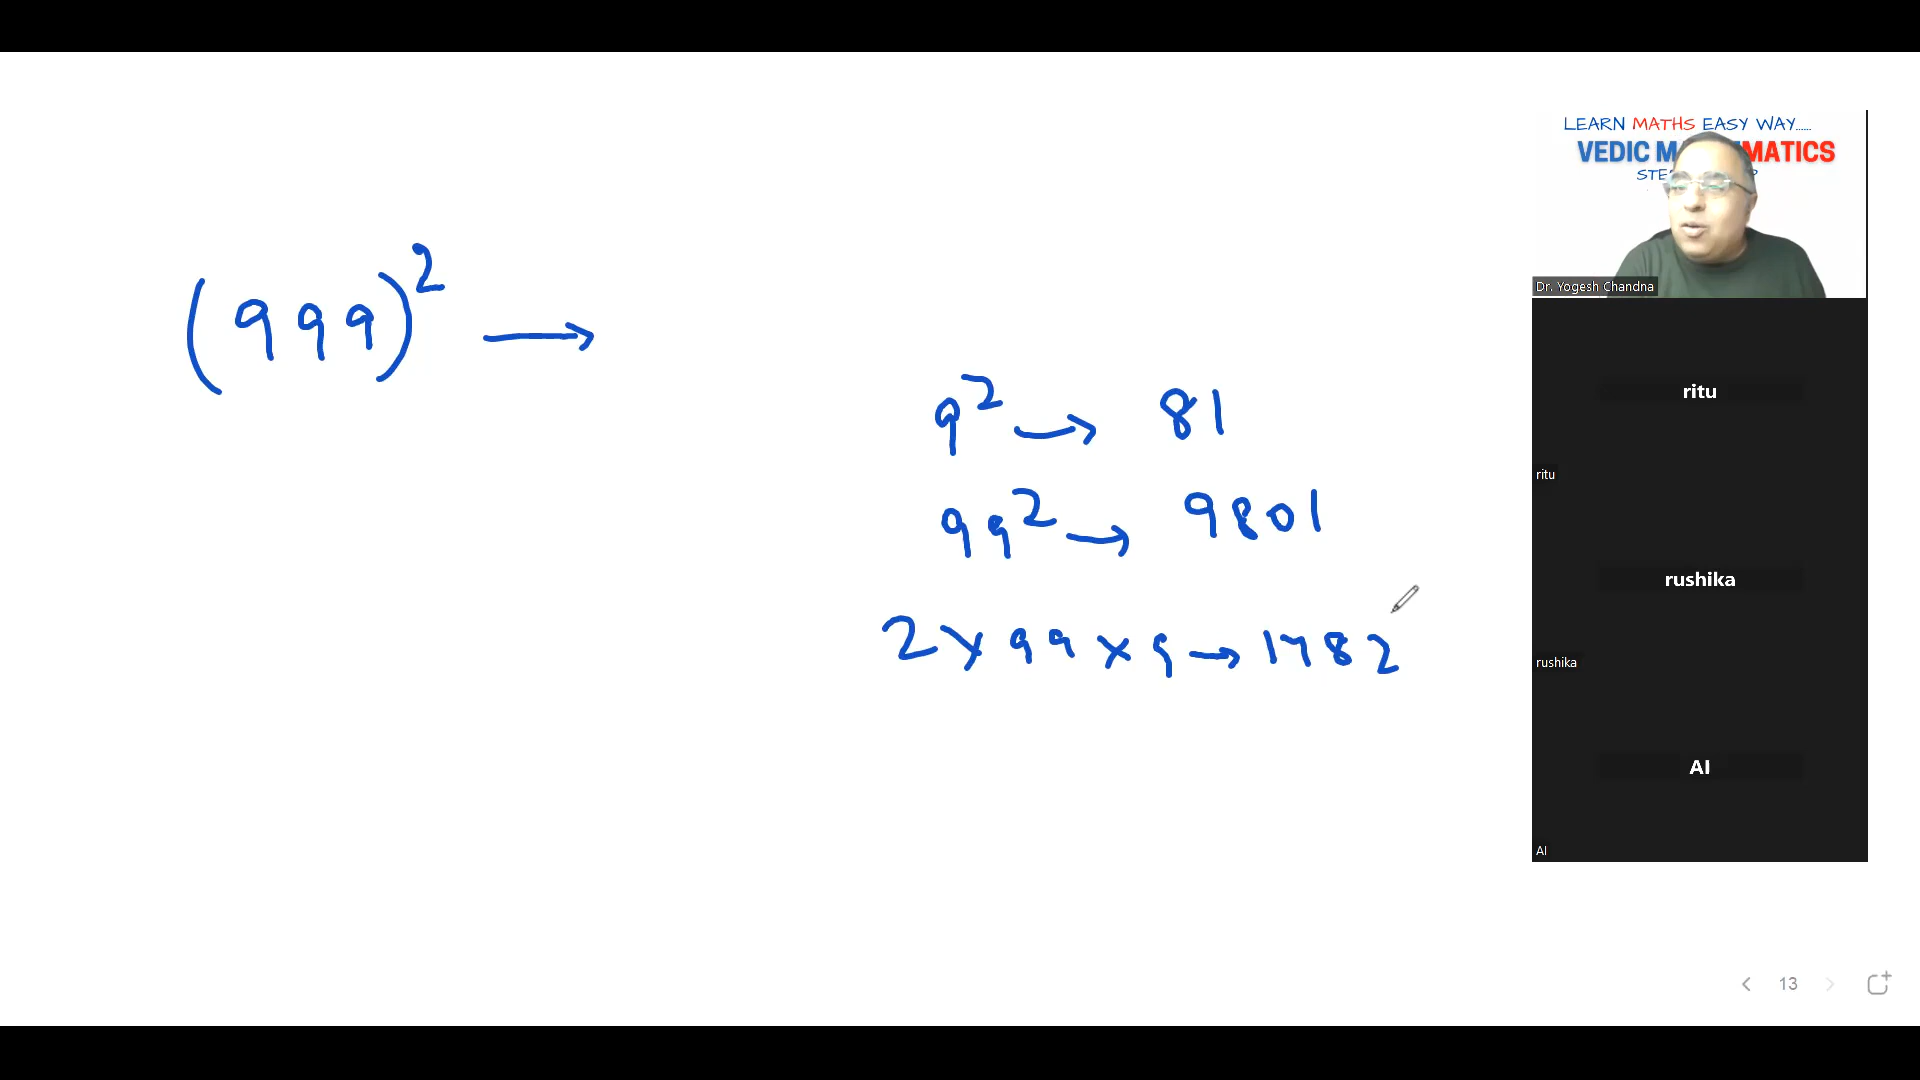 LEARN MATHS EASY WAY......
VEDIC M MATICS
STE P
Dr. Yogesh Chandna
(999)² →
9² → 81
99² → 9801
2 × 99 × 9 → 1782
ritu
ritu
rushika
rushika
AI
AI
13